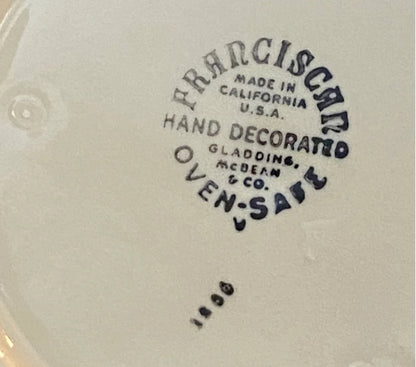 FRANCISCAN
MADE IN
CALIFORNIA
U.S.A.
HAND DECORATED
GLADDING,
McBEAN
& CO.
OVEN-SAFE